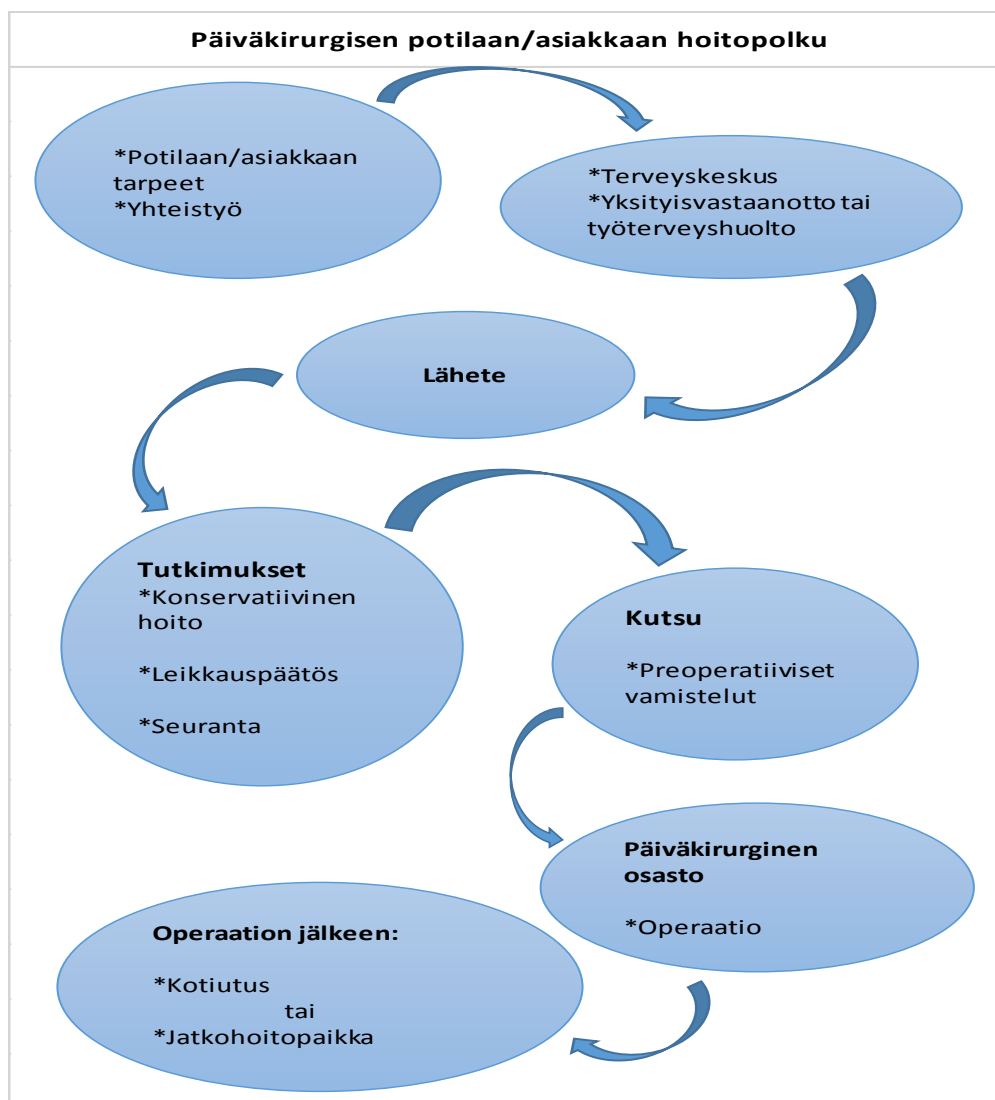 Päiväkirurgisen potilaan/asiakkaan hoitopolku
*Potilaan/asiakkaan
tarpeet
*Yhteistyö
*Terveyskeskus
*Yksityisvastaanotto tai
työterveyshuolto
Lähete
Tutkimukset
*Konservatiivinen
hoito
*Leikkauspäätös
*Seuranta
Kutsu
*Preoperatiiviset
vamistelut
Päiväkirurginen
osasto
*Operaatio
Operaation jälkeen:
*Kotiutus
tai
*Jatkohoitopaikka